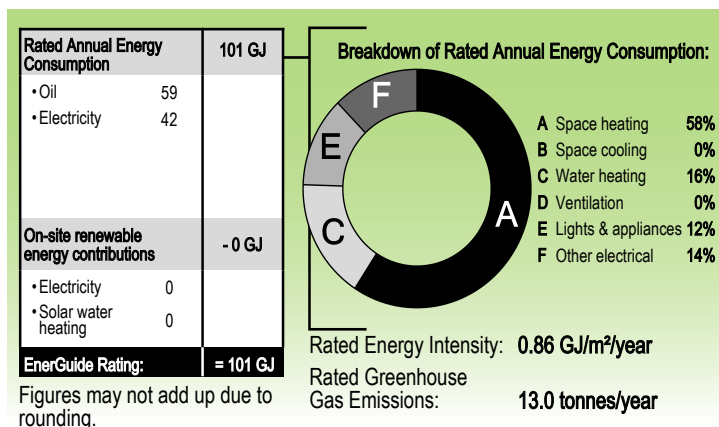 Rated Annual Energy
Consumption
101 GJ
•Oil 59
•Electricity 42
On-site renewable
energy contributions
- 0 GJ
•Electricity 0
•Solar water
heating
0
EnerGuide Rating: = 101 GJ
Figures may not add up due to
rounding.
Breakdown of Rated Annual Energy Consumption:
F
E
C
A
A Space heating 58%
B Space cooling 0%
C Water heating 16%
D Ventilation 0%
E Lights & appliances 12%
F Other electrical 14%
Rated Energy Intensity: 0.86 GJ/m²/year
Rated Greenhouse
Gas Emissions: 13.0 tonnes/year